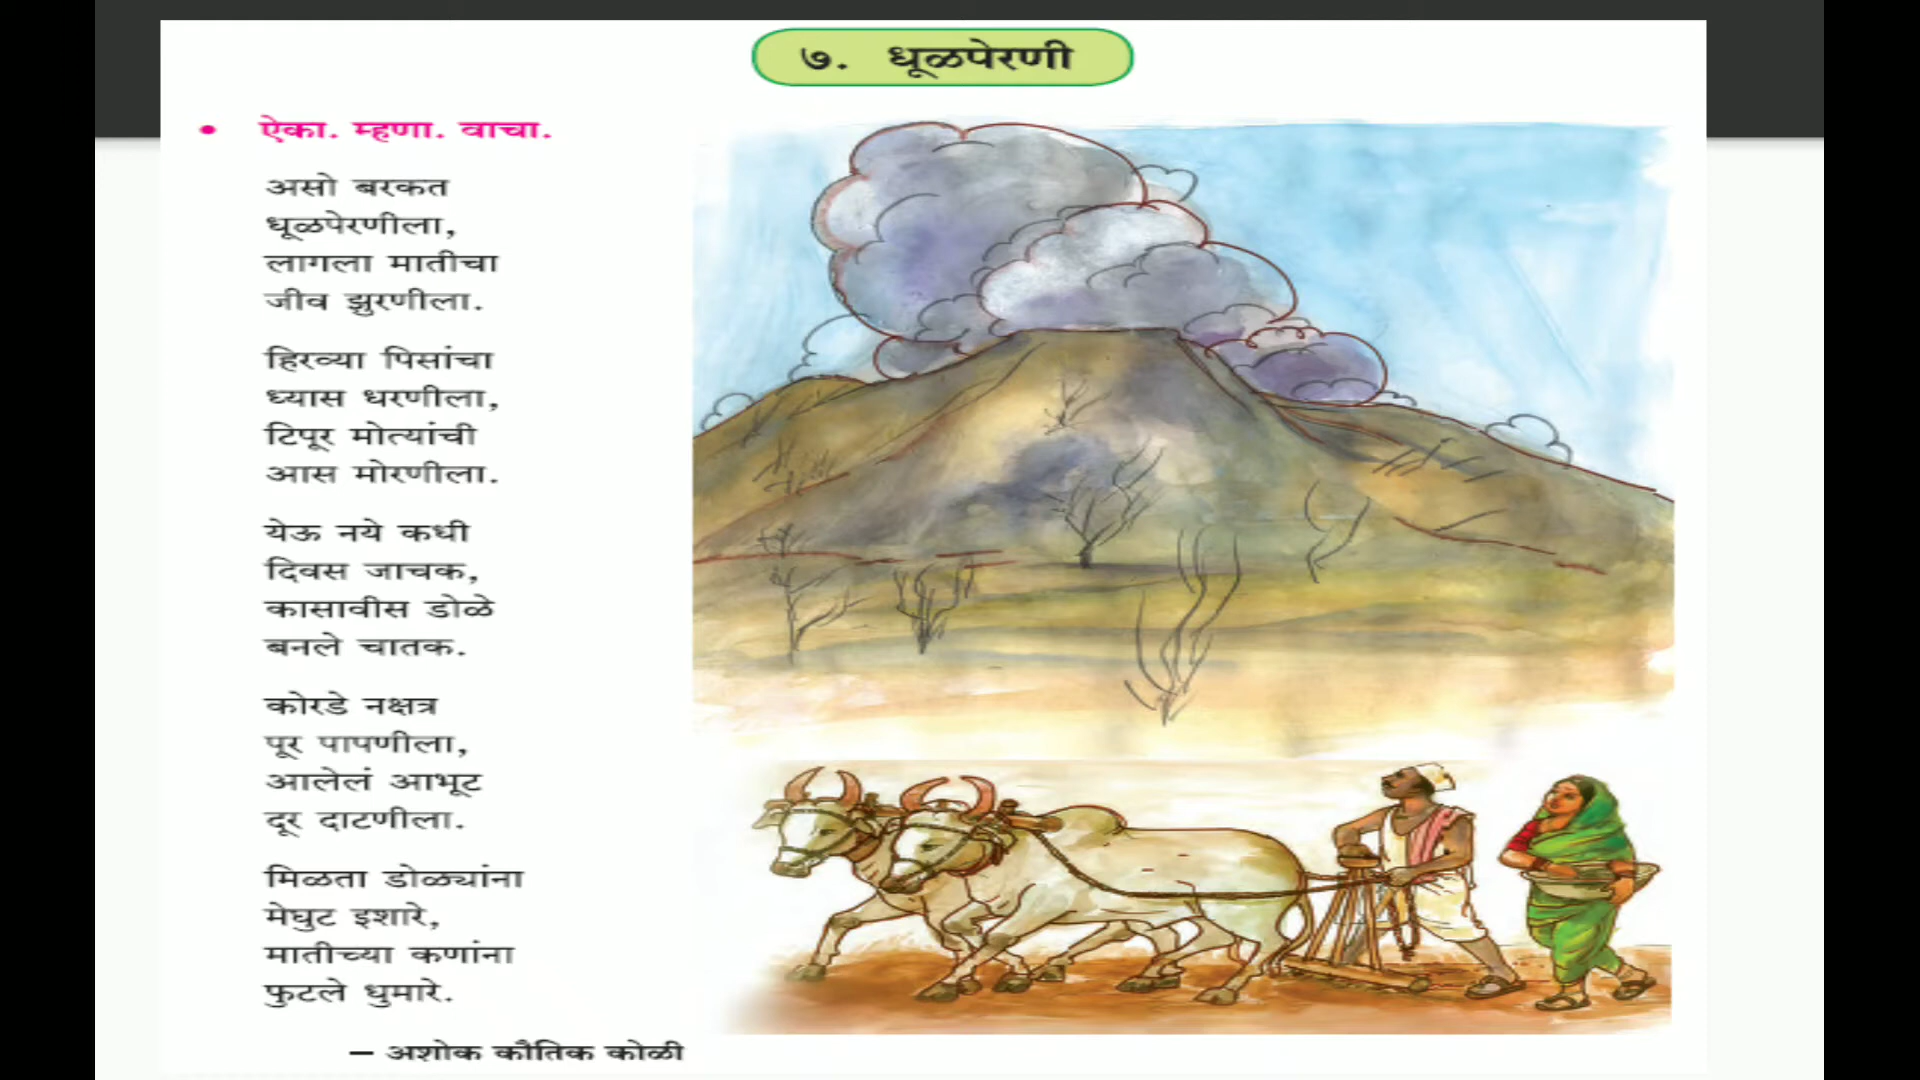 ७. धूळपेरणी
• ऐका. म्हणा. वाचा.
असो बरकत
धूळपेरणीला,
लागला मातीचा
जीव झुरणीला.
हिरव्या पिसांचा
ध्यास धरणीला,
टिपूर मोत्यांची
आस मोरणीला.
येऊ नये कधी
दिवस जाचक,
कासावीस डोळे
बनले चातक.
कोरडे नक्षत्र
पूर पापणीला,
आलेलं आभूट
दूर दाटणीला.
मिळता डोळ्यांना
मेघुट इशारे,
मातीच्या कणांना
फुटले धुमारे.
– अशोक कौतिक कोळी